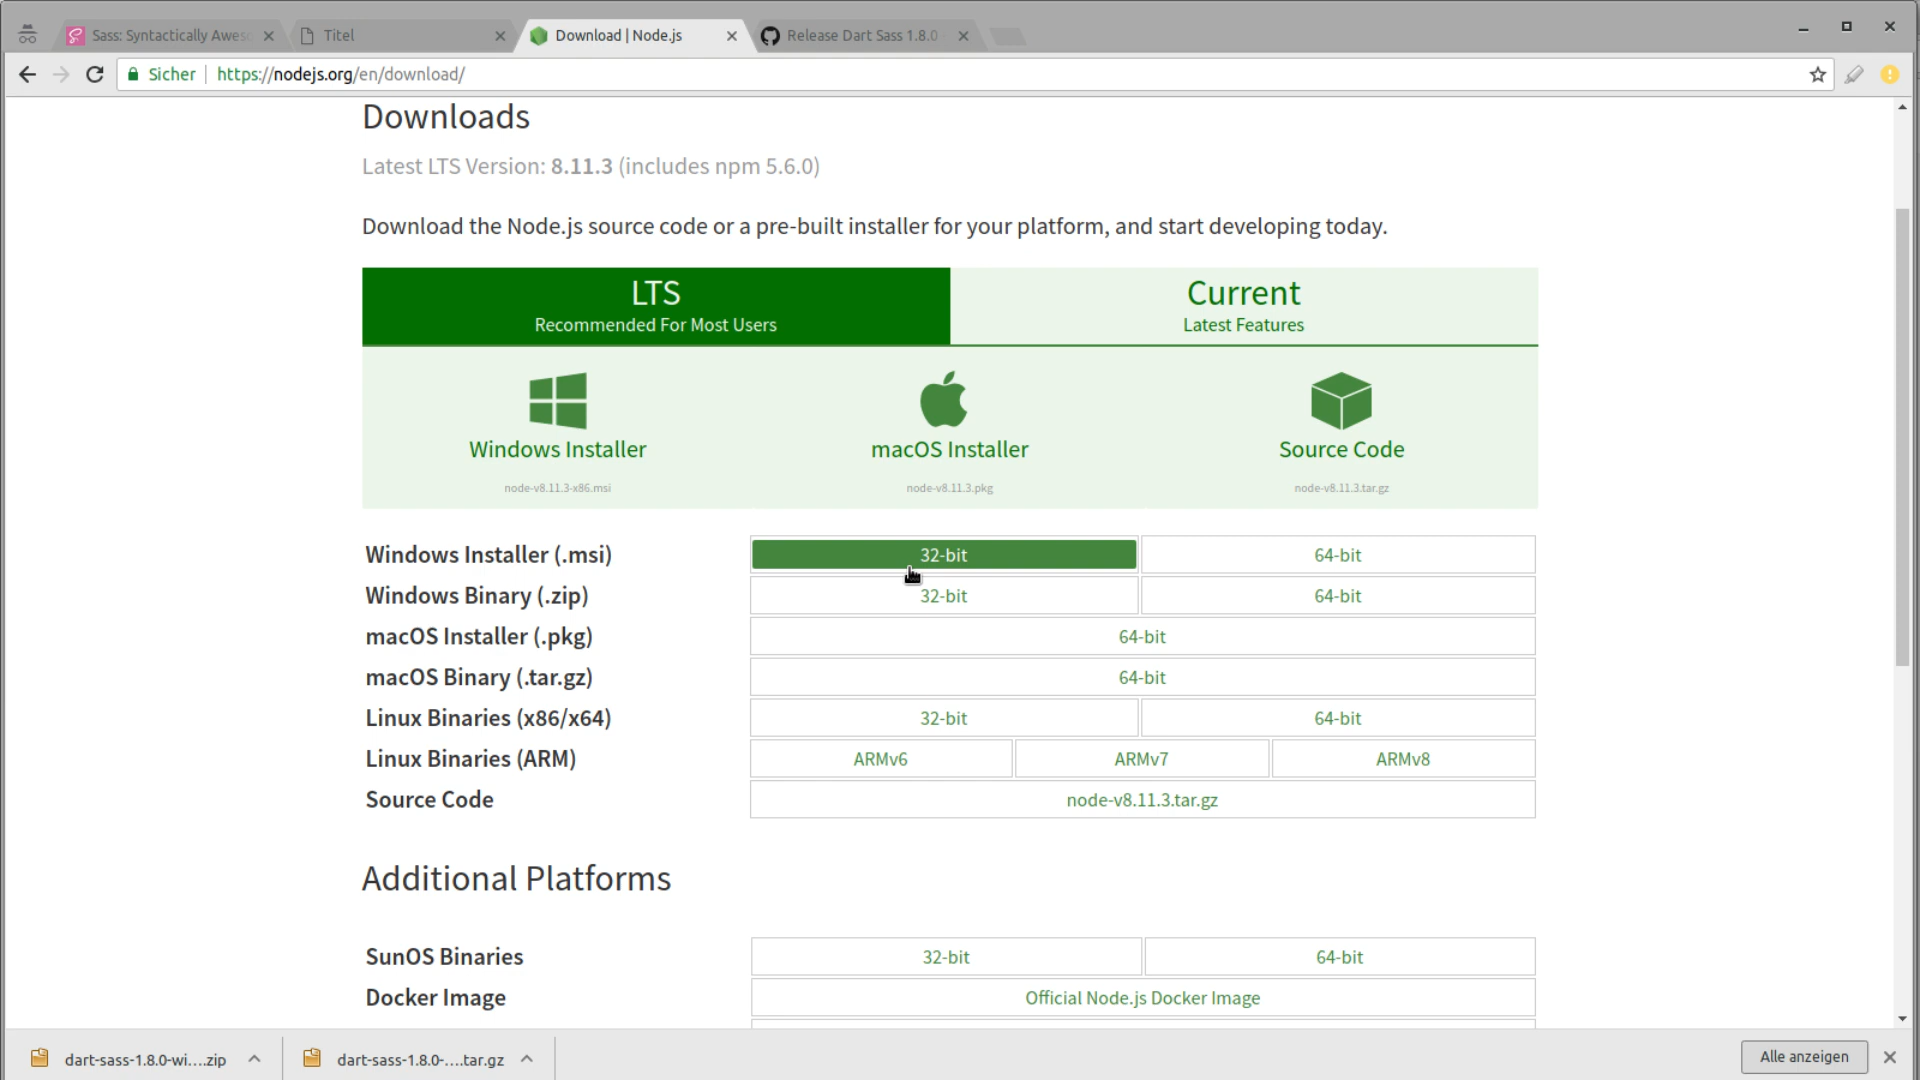 Sass: Syntactically Aweso
Titel
Download | Node.js
Release Dart Sass 1.8.0
Sicher
https://nodejs.org/en/download/
Downloads
Latest LTS Version: 8.11.3 (includes npm 5.6.0)
Download the Node.js source code or a pre-built installer for your platform, and start developing today.
LTS
Recommended For Most Users
Current
Latest Features
Windows Installer
node-v8.11.3-x86.msi
macOS Installer
node-v8.11.3.pkg
Source Code
node-v8.11.3.tar.gz
Windows Installer (.msi) 32-bit 64-bit
Windows Binary (.zip) 32-bit 64-bit
macOS Installer (.pkg) 64-bit
macOS Binary (.tar.gz) 64-bit
Linux Binaries (x86/x64) 32-bit 64-bit
Linux Binaries (ARM) ARMv6 ARMv7 ARMv8
Source Code node-v8.11.3.tar.gz
Additional Platforms
SunOS Binaries 32-bit 64-bit
Docker Image Official Node.js Docker Image
dart-sass-1.8.0-wi....zip
dart-sass-1.8.0-....tar.gz
Alle anzeigen